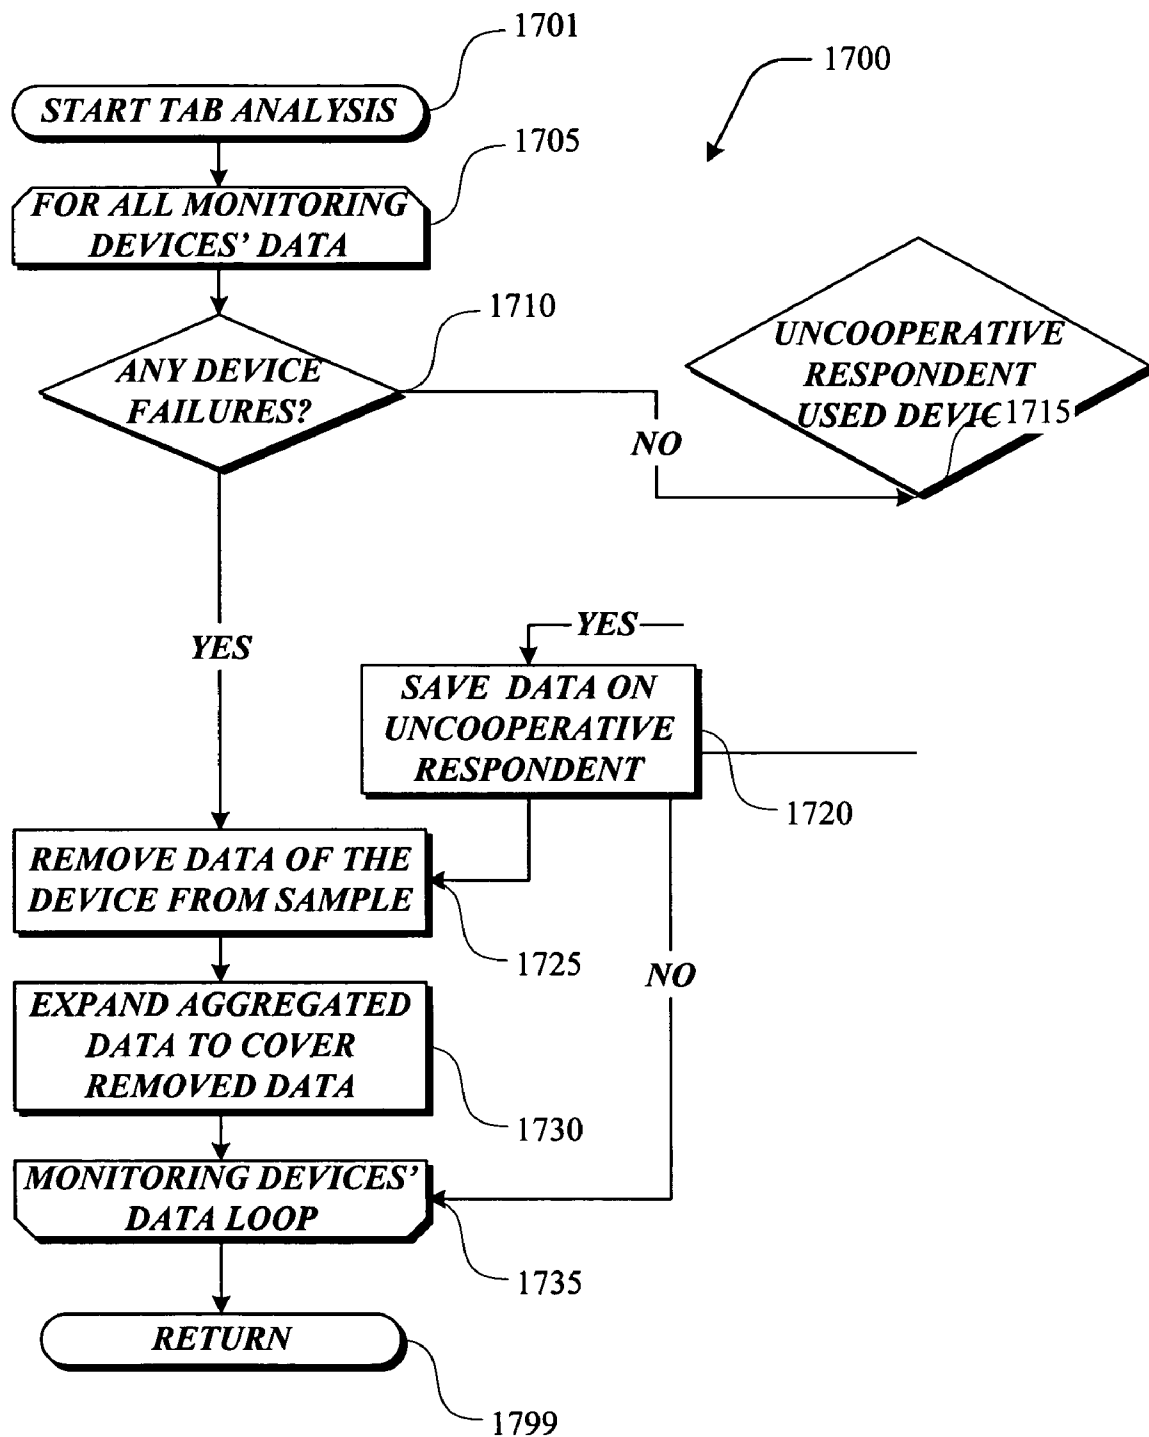 1701
1700
START TAB ANALYSIS
1705
FOR ALL MONITORING
DEVICES' DATA
1710
ANY DEVICE
FAILURES?
NO
UNCOOPERATIVE
RESPONDENT
USED DEVIC
1715
YES
YES
SAVE DATA ON
UNCOOPERATIVE
RESPONDENT
1720
REMOVE DATA OF THE
DEVICE FROM SAMPLE
1725
NO
EXPAND AGGREGATED
DATA TO COVER
REMOVED DATA
1730
MONITORING DEVICES'
DATA LOOP
1735
RETURN
1799